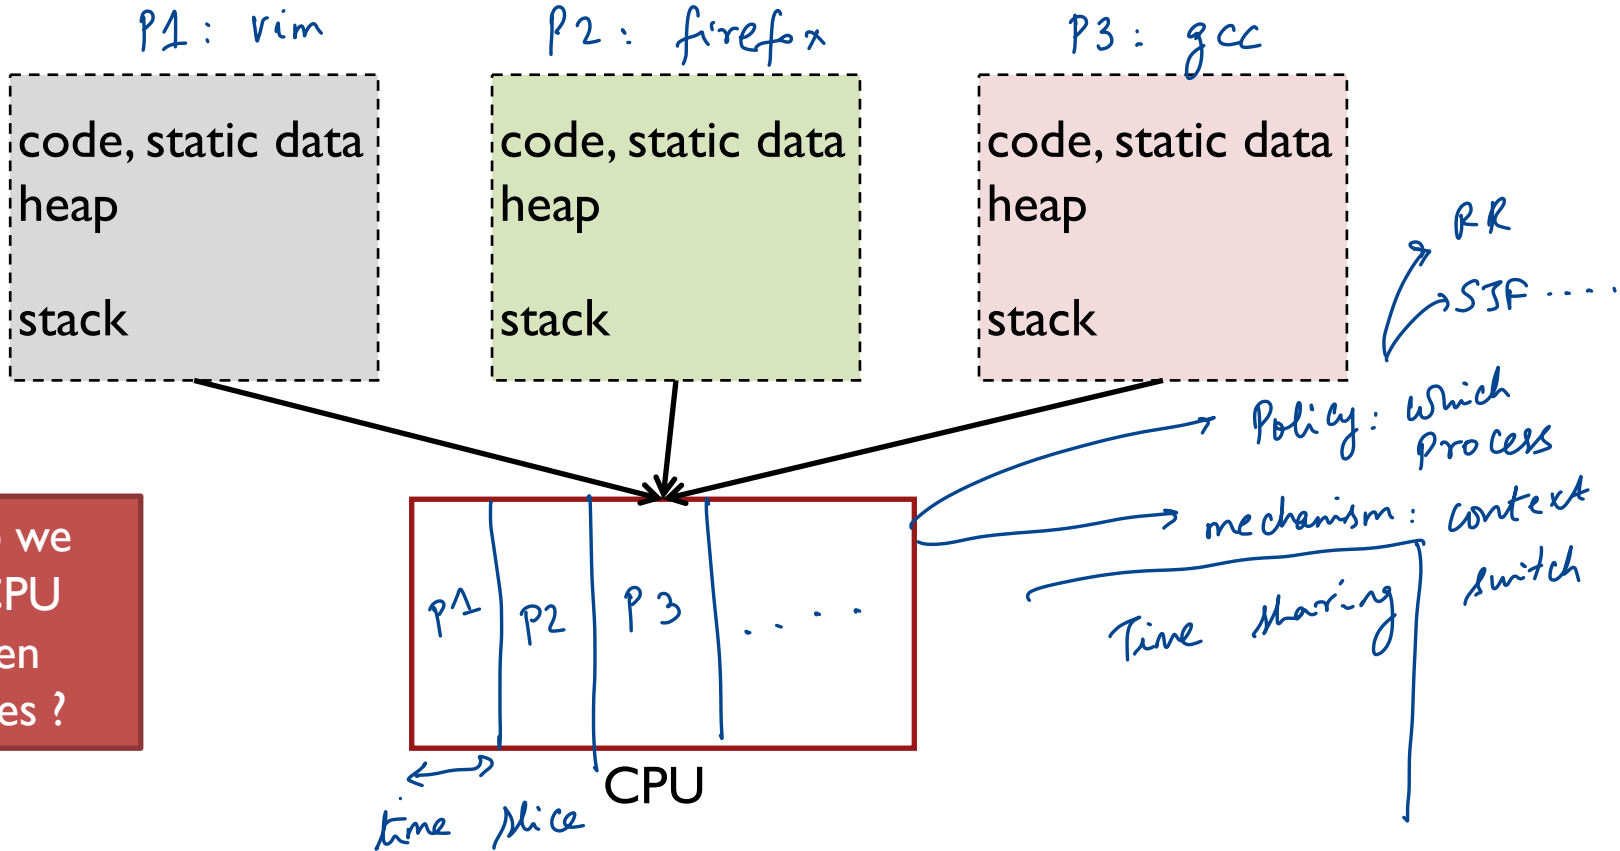 P1: vim
P2: firefox
P3: gcc
code, static data
heap
stack
code, static data
heap
stack
code, static data
heap
stack
RR
SJF ....
Policy: which
process
mechanism: context
switch
Time sharing
we
CPU
en
es ?
P1
P2
P3
. . . .
CPU
time slice